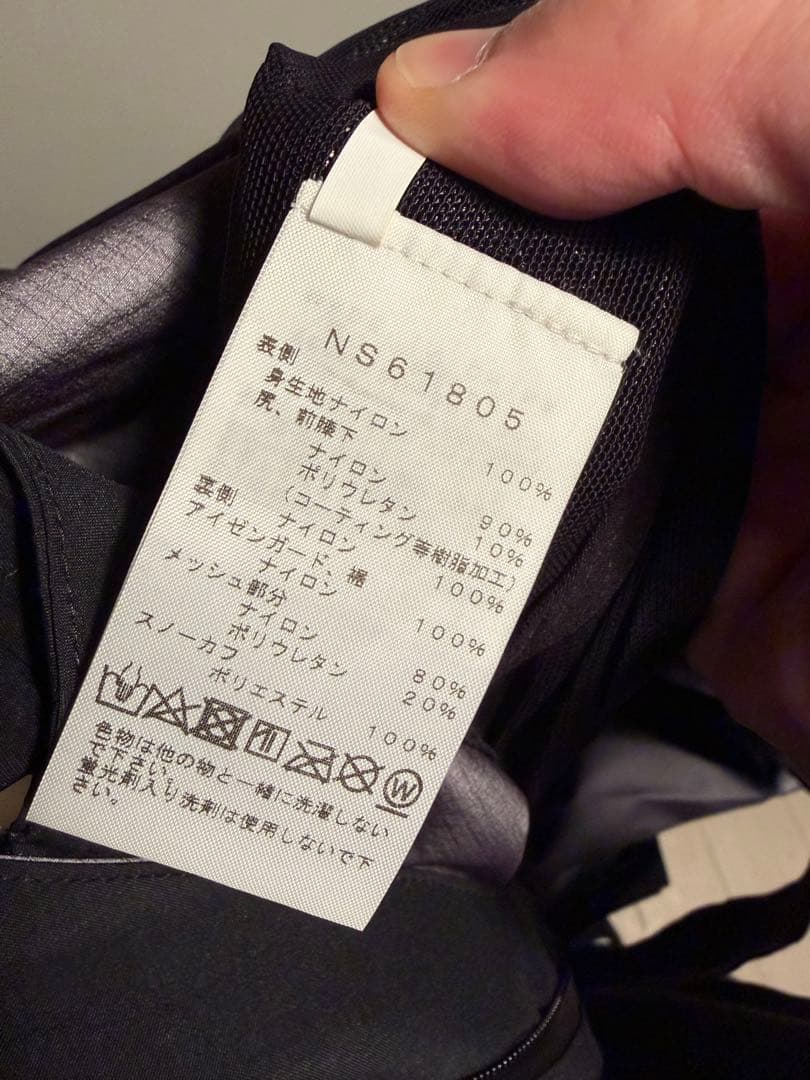 NS61805
表側
身生地ナイロン 100%
尻、前膝下
ナイロン 90%
ポリウレタン 10%
(コーティング等樹脂加工)
裏側 ナイロン 100%
アイゼンガード、裾
ナイロン 100%
メッシュ部分
ナイロン 80%
ポリウレタン 20%
スノーカフ
ポリエステル 100%
W
色物は他の物と一緒に洗濯しない
で下さい。
蛍光剤入り洗剤は使用しないで下
さい。